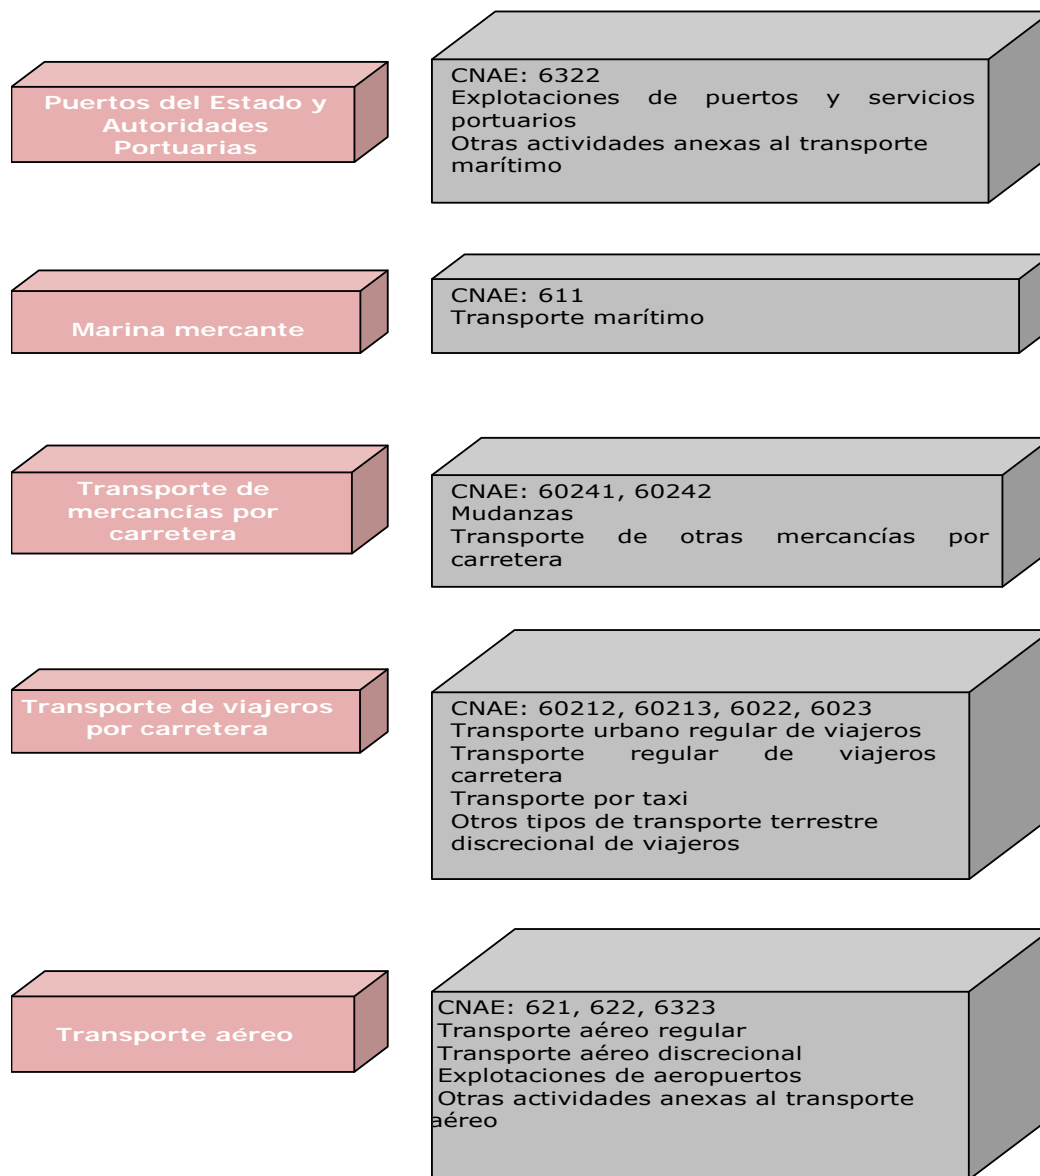 Puertos del Estado y
Autoridades
Portuarias
CNAE: 6322
Explotaciones de puertos y servicios
portuarios
Otras actividades anexas al transporte
marítimo
Marina mercante
CNAE: 611
Transporte marítimo
Transporte de
mercancías por
carretera
CNAE: 60241, 60242
Mudanzas
Transporte de otras mercancías por
carretera
Transporte de viajeros
por carretera
CNAE: 60212, 60213, 6022, 6023
Transporte urbano regular de viajeros
Transporte regular de viajeros
carretera
Transporte por taxi
Otros tipos de transporte terrestre
discrecional de viajeros
Transporte aéreo
CNAE: 621, 622, 6323
Transporte aéreo regular
Transporte aéreo discrecional
Explotaciones de aeropuertos
Otras actividades anexas al transporte
aéreo